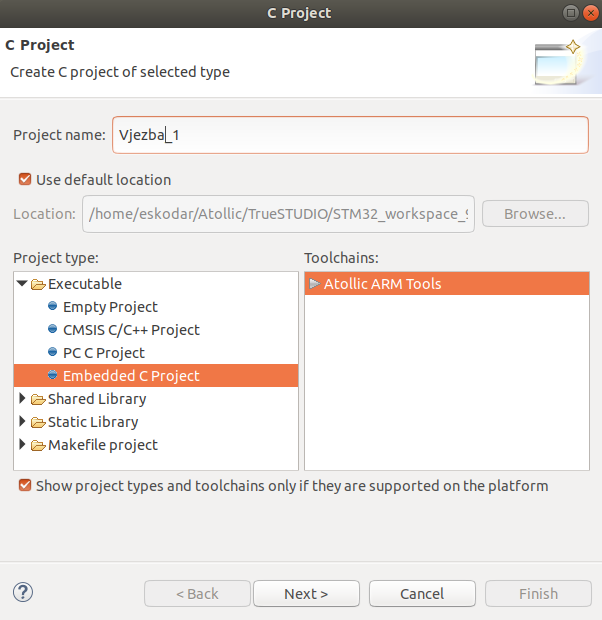 C Project
C Project
Create C project of selected type
Project name: Vjezba_1
Use default location
Location: /home/eskodar/Atollic/TrueSTUDIO/STM32_workspace_9 Browse...
Project type: Toolchains:
Executable Atollic ARM Tools
Empty Project
CMSIS C/C++ Project
PC C Project
Embedded C Project
Shared Library
Static Library
Makefile project
Show project types and toolchains only if they are supported on the platform
? < Back Next > Cancel Finish